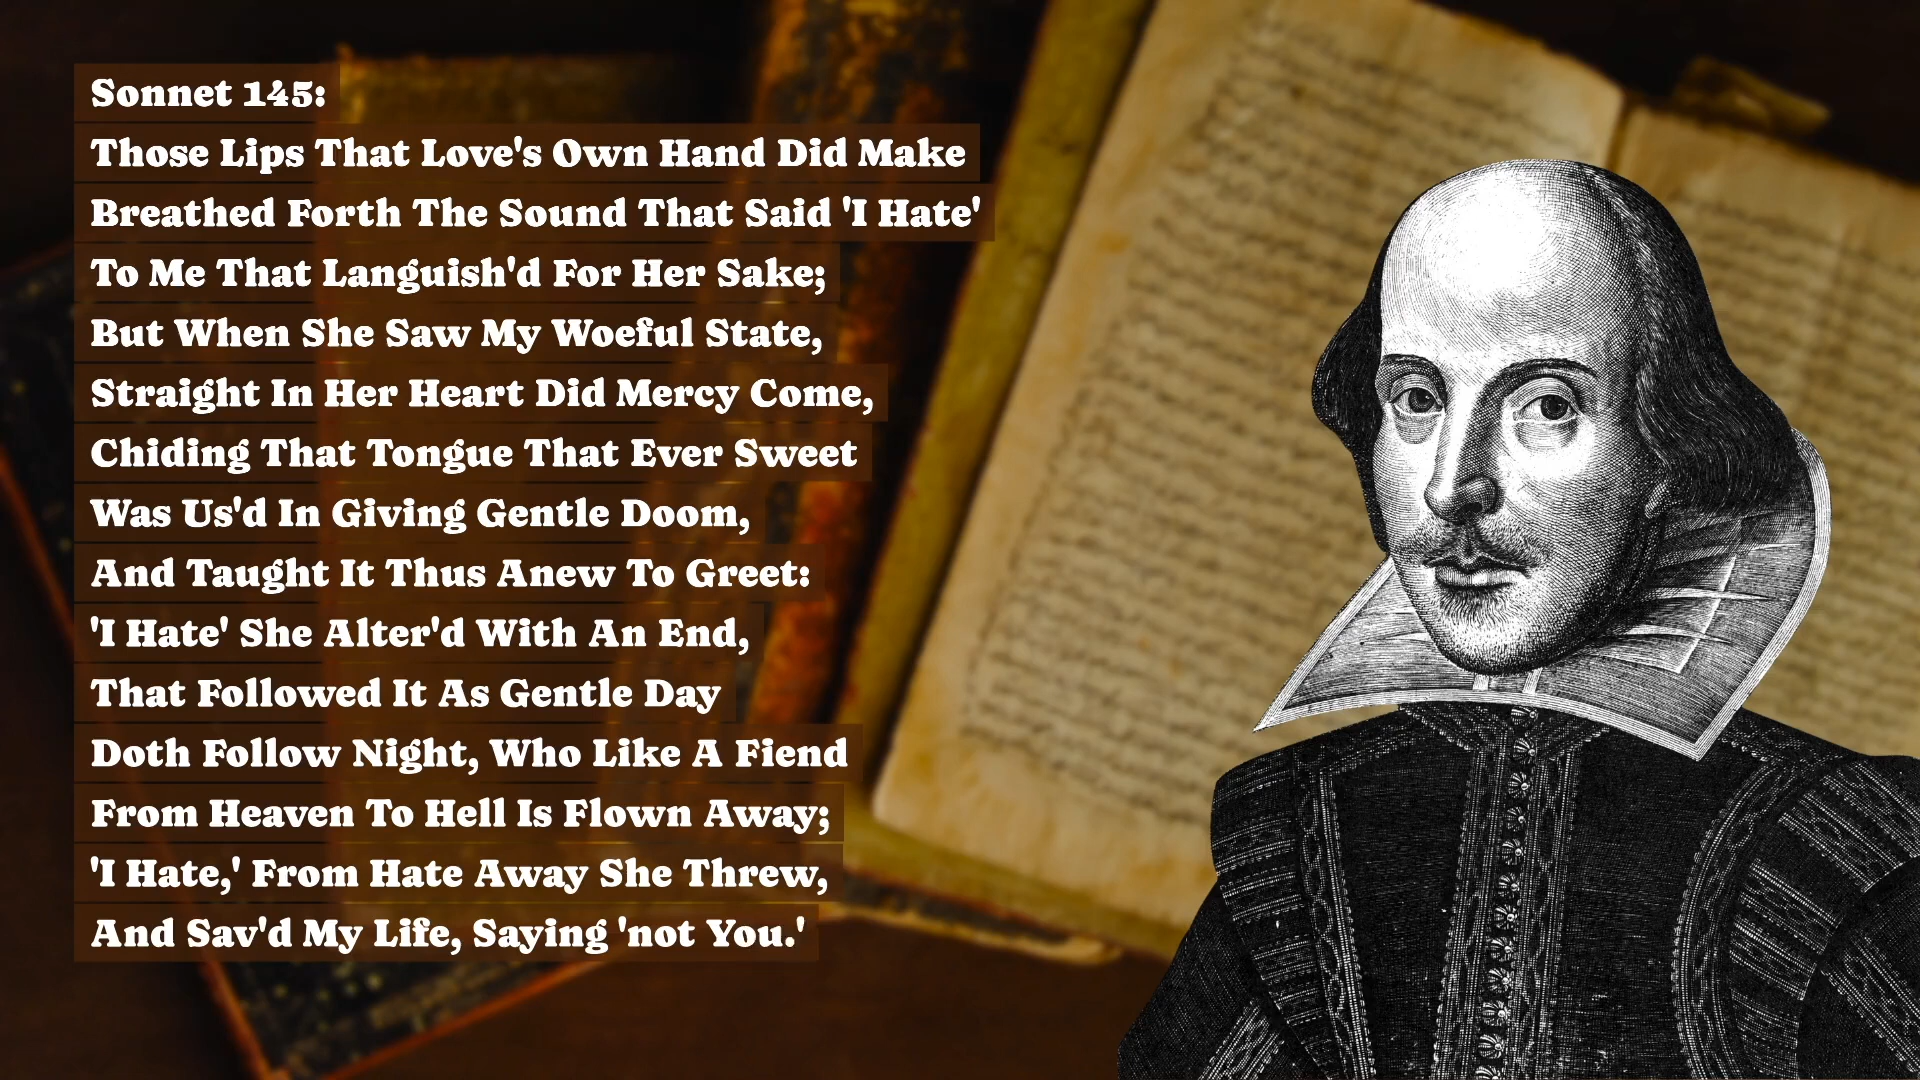 Sonnet 145:
Those Lips That Love's Own Hand Did Make
Breathed Forth The Sound That Said 'I Hate'
To Me That Languish'd For Her Sake;
But When She Saw My Woeful State,
Straight In Her Heart Did Mercy Come,
Chiding That Tongue That Ever Sweet
Was Us'd In Giving Gentle Doom,
And Taught It Thus Anew To Greet:
'I Hate' She Alter'd With An End,
That Followed It As Gentle Day
Doth Follow Night, Who Like A Fiend
From Heaven To Hell Is Flown Away;
'I Hate,' From Hate Away She Threw,
And Sav'd My Life, Saying 'not You.'